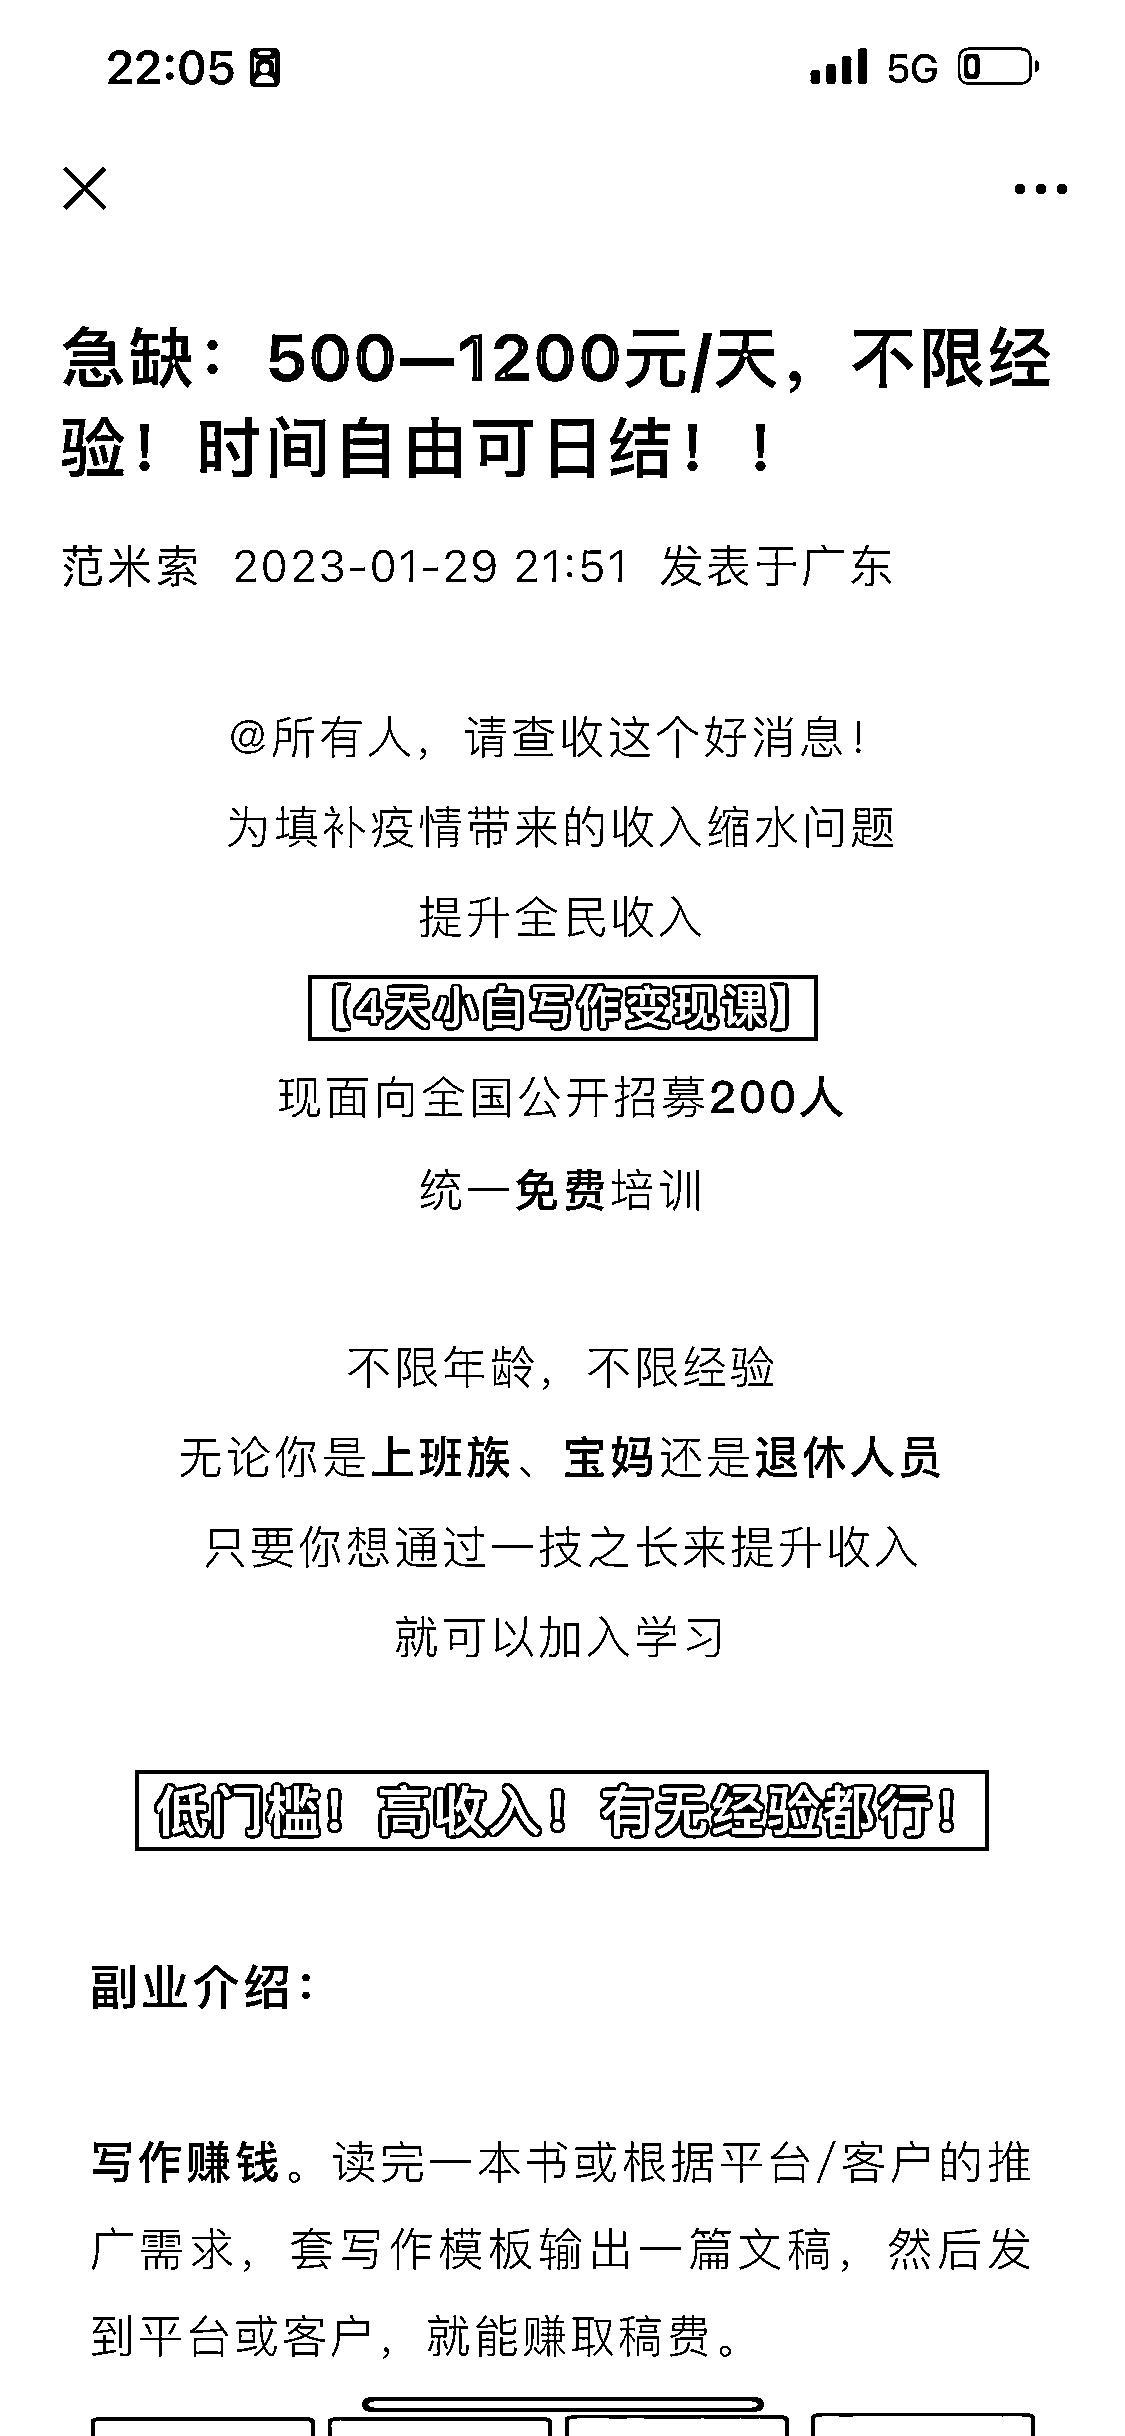 22:05 5G
急缺：500—1200元/天，不限经
验！时间自由可日结！！
范米索 2023-01-29 21:51 发表于广东
@所有人，请查收这个好消息！
为填补疫情带来的收入缩水问题
提升全民收入
【4天小白写作变现课】
现面向全国公开招募200人
统一免费培训
不限年龄，不限经验
无论你是上班族、宝妈还是退休人员
只要你想通过一技之长来提升收入
就可以加入学习
低门槛！高收入！有无经验都行！
副业介绍：
写作赚钱。读完一本书或根据平台/客户的推
广需求，套写作模板输出一篇文稿，然后发
到平台或客户，就能赚取稿费。